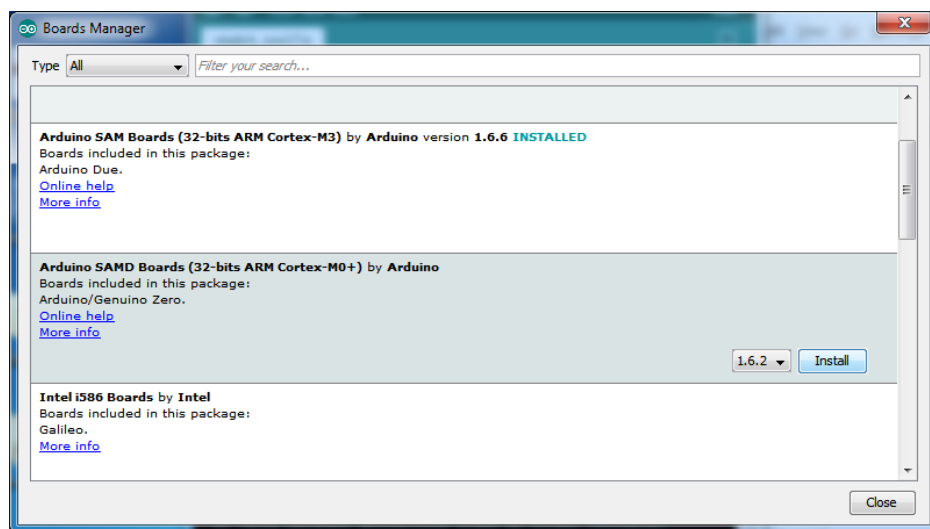 Boards Manager
Type All Filter your search...
Arduino SAM Boards (32-bits ARM Cortex-M3) by Arduino version 1.6.6 INSTALLED
Boards included in this package:
Arduino Due.
Online help
More info
Arduino SAMD Boards (32-bits ARM Cortex-M0+) by Arduino
Boards included in this package:
Arduino/Genuino Zero.
Online help
More info
1.6.2 Install
Intel i586 Boards by Intel
Boards included in this package:
Galileo.
More info
Close